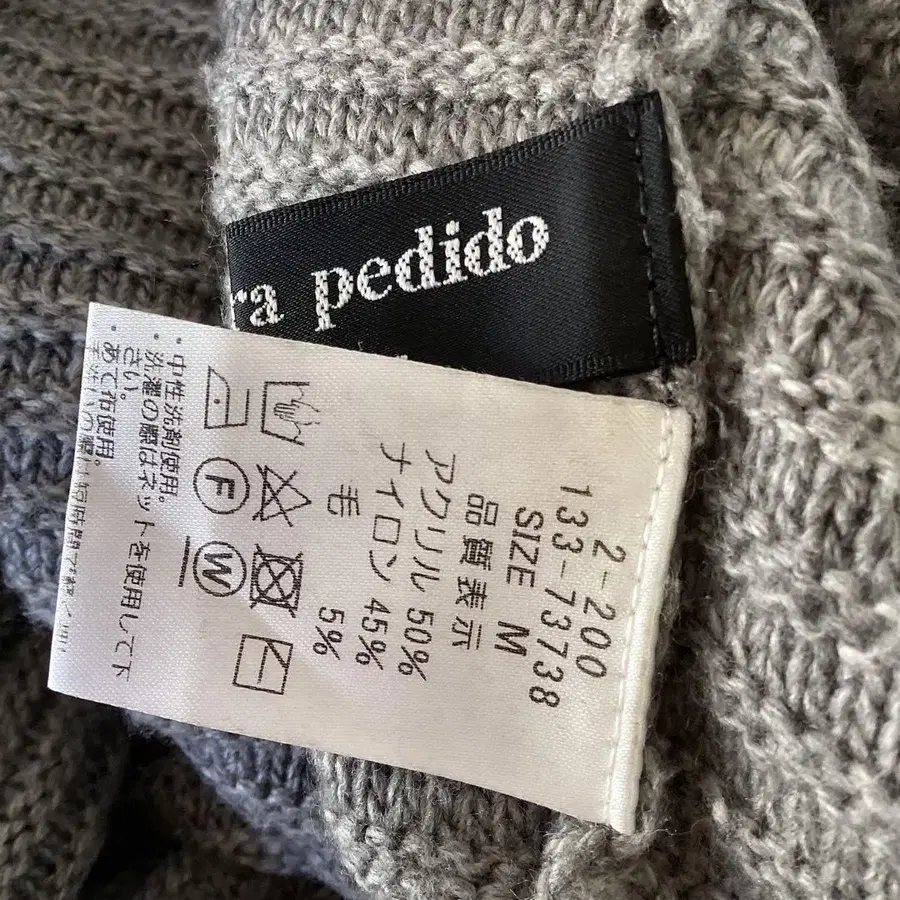 ra pedido
2-200
133-73738
SIZE M
品質表示
アクリル 50%
ナイロン 45%
毛 5%
F
W
・中性洗剤使用。
・洗濯の際はネットを使用して下
さい。
あて布使用。